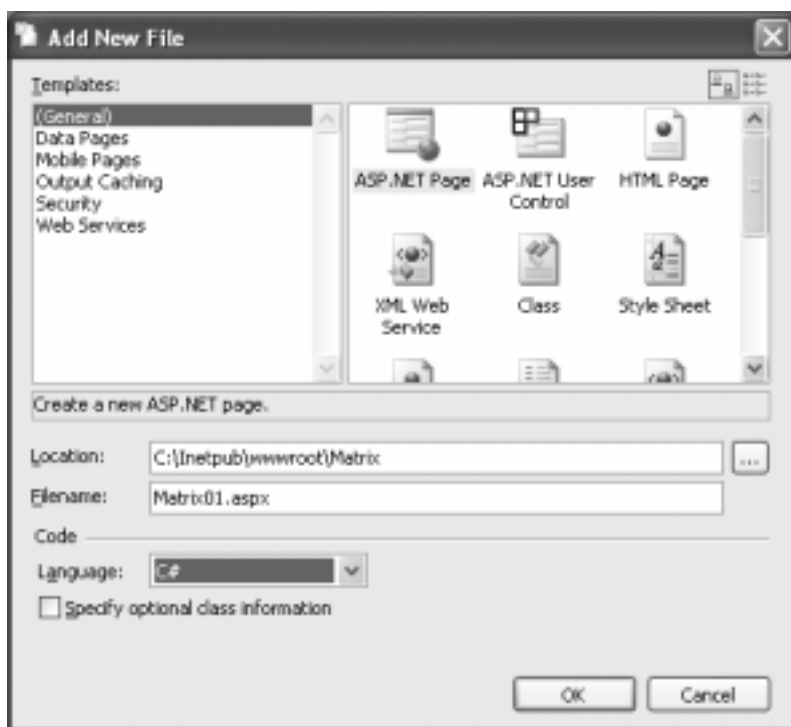 Add New File
Templates:
(General)
Data Pages
Mobile Pages
Output Caching
Security
Web Services
ASP.NET Page
ASP.NET User
Control
HTML Page
XML Web
Service
Class
Style Sheet
Create a new ASP.NET page.
Location:
C:\Inetpub\wwwroot\Matrix
...
Filename:
Matrix01.aspx
Code
Language:
C#
Specify optional class information
OK
Cancel